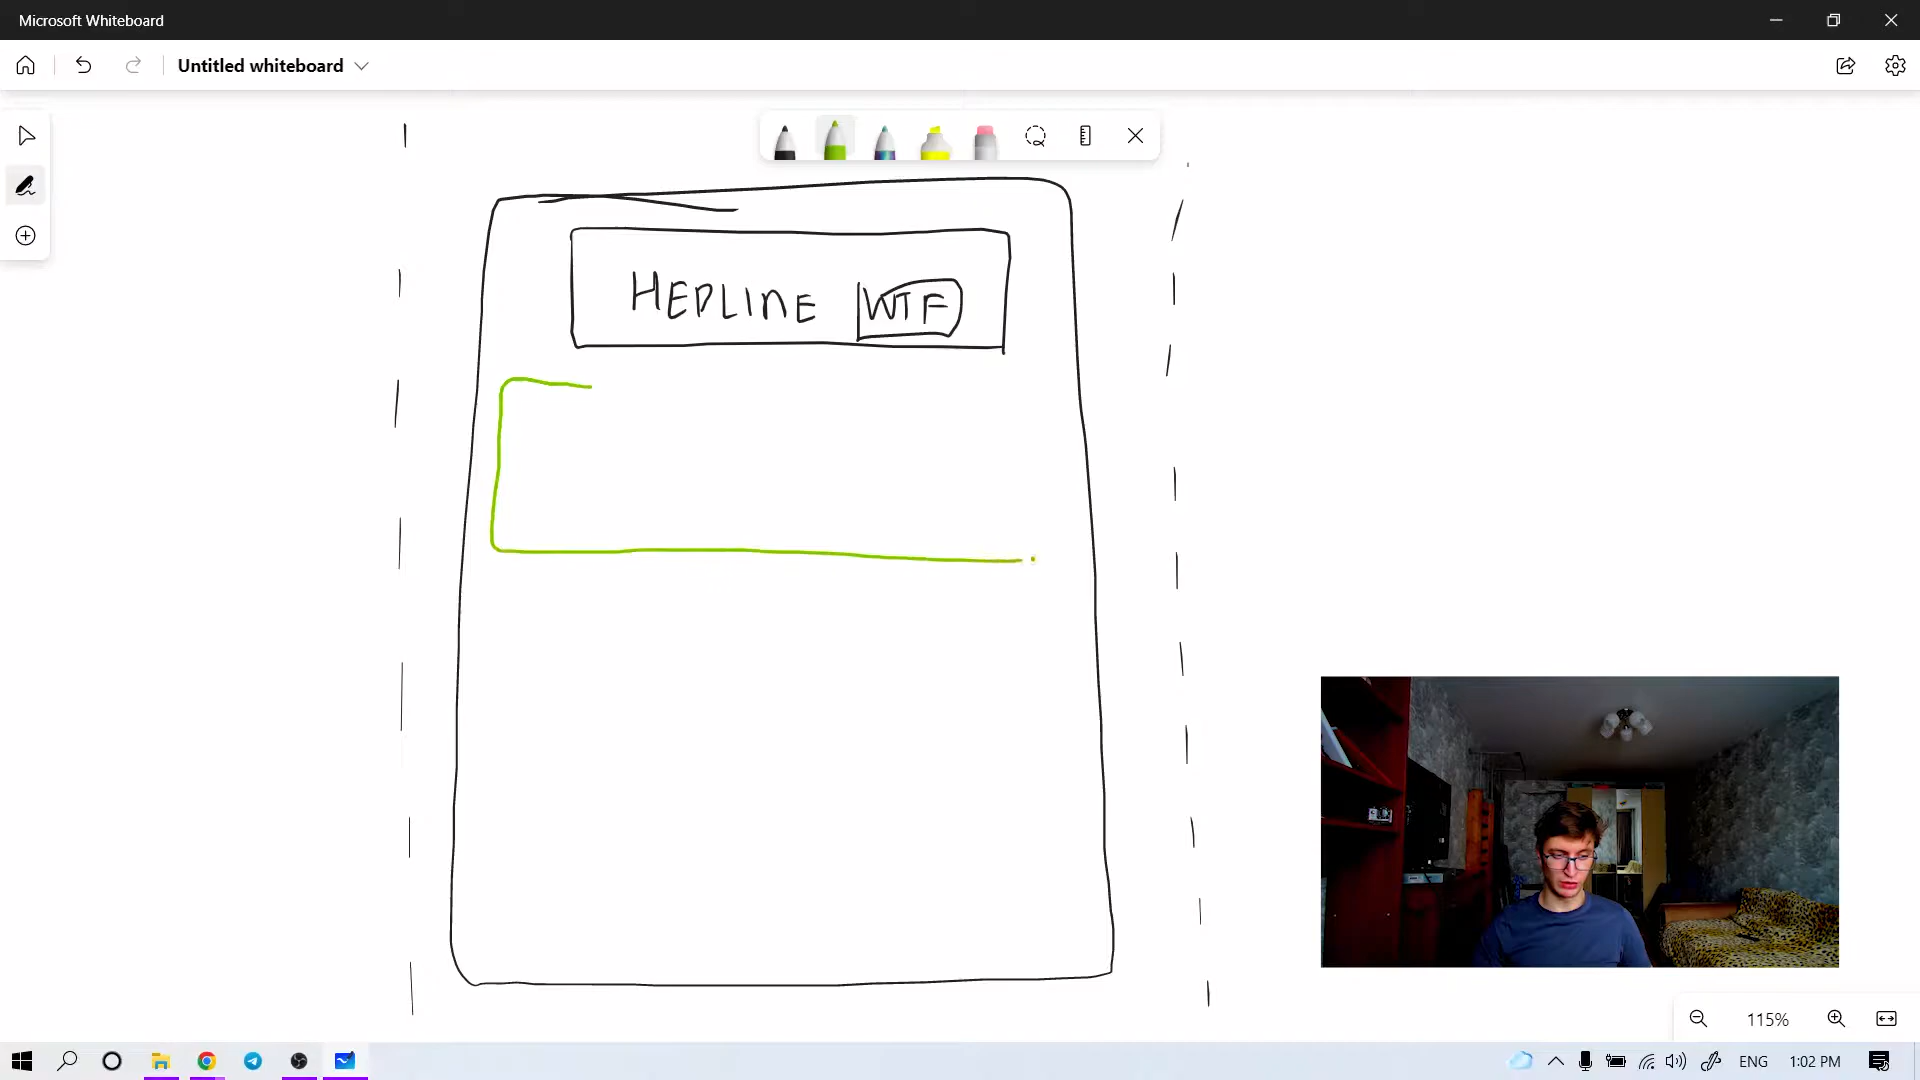 Microsoft Whiteboard
Untitled whiteboard
HEDLINE WTF
115%
ENG 1:02 PM